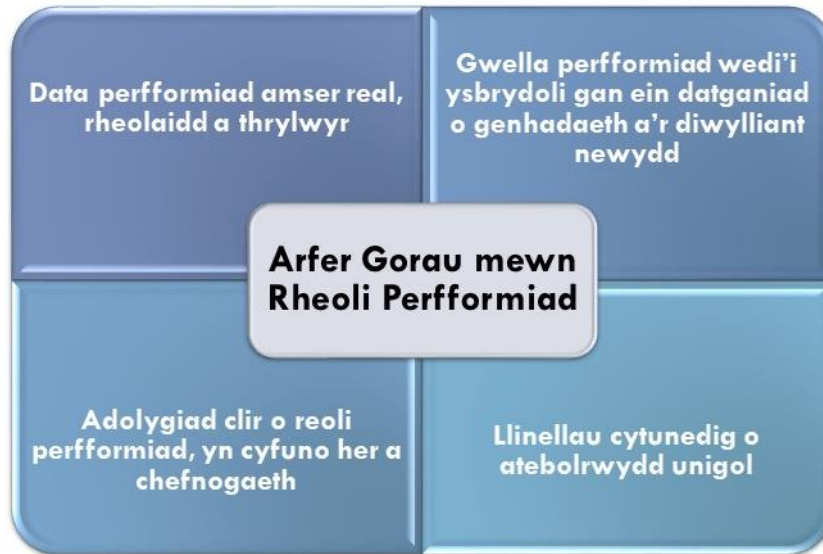 Data perfformiad amser real,
rheolaidd a thrylwyr
Gwella perfformiad wedi'i
ysbrydoli gan ein datganiad
o genhadaeth a'r diwylliant
newydd
Arfer Gorau mewn
Rheoli Perfformiad
Adolygiad clir o reoli
perfformiad, yn cyfuno her a
chefnogaeth
Llinellau cytunedig o
atebolrwydd unigol